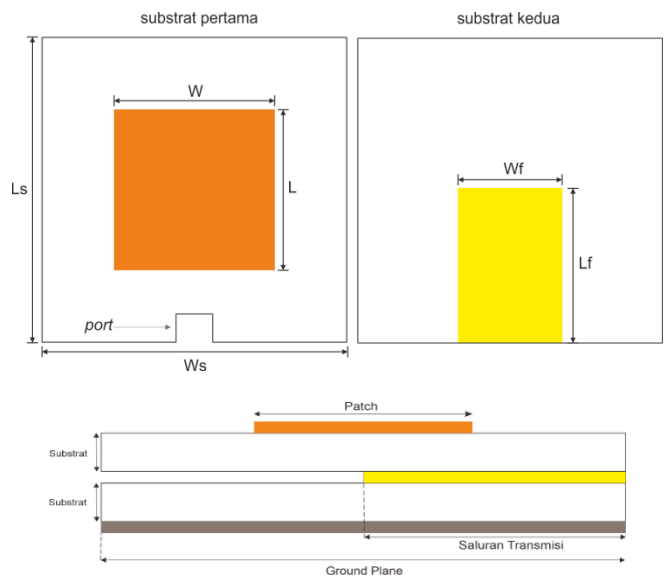 substrat pertama
substrat kedua
W
Ls
L
port
Ws
Wf
Lf
Patch
Substrat
Substrat
Saluran Transmisi
Ground Plane